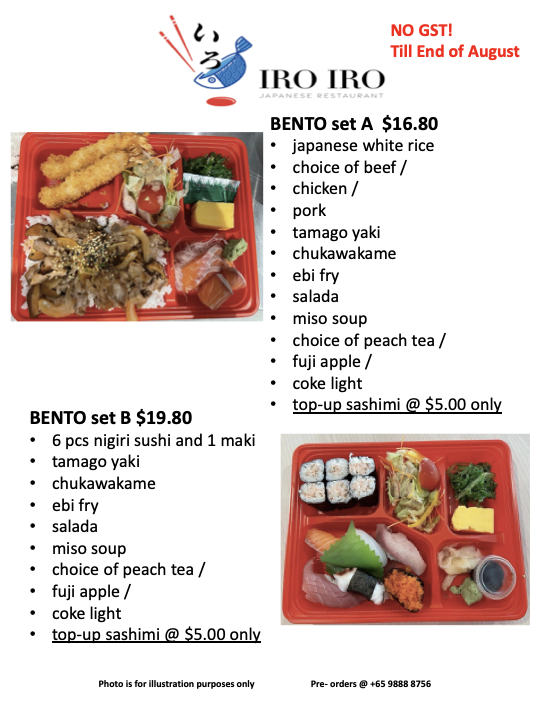 いろ
IRO IRO
JAPANESE RESTAURANT
NO GST!
Till End of August
BENTO set A $16.80
• japanese white rice
• choice of beef /
• chicken /
• pork
• tamago yaki
• chukawakame
• ebi fry
• salada
• miso soup
• choice of peach tea /
• fuji apple /
• coke light
• top-up sashimi @ $5.00 only
BENTO set B $19.80
• 6 pcs nigiri sushi and 1 maki
• tamago yaki
• chukawakame
• ebi fry
• salada
• miso soup
• choice of peach tea /
• fuji apple /
• coke light
• top-up sashimi @ $5.00 only
Photo is for illustration purposes only
Pre- orders @ +65 9888 8756